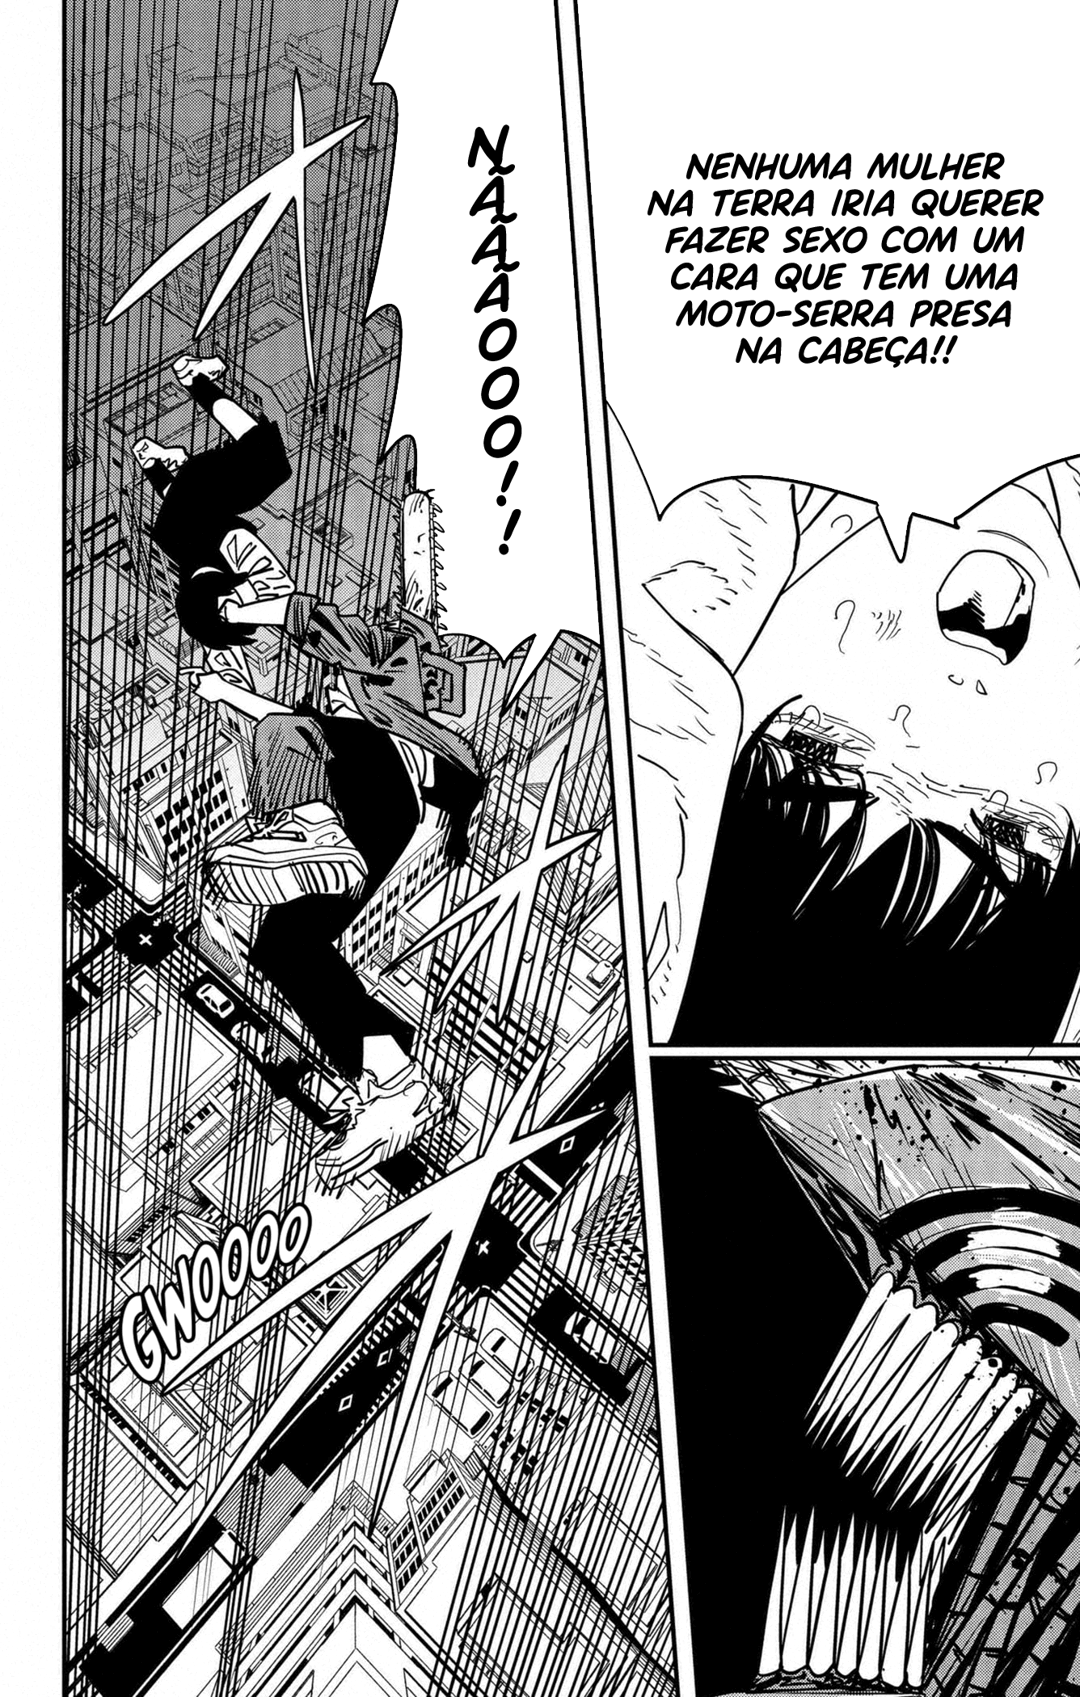 NENHUMA MULHER
NA TERRA IRIA QUERER
FAZER SEXO COM UM
CARA QUE TEM UMA
MOTO-SERRA PRESA
NA CABEÇA!!
NÃÃÃOOO!!
GWOOOO